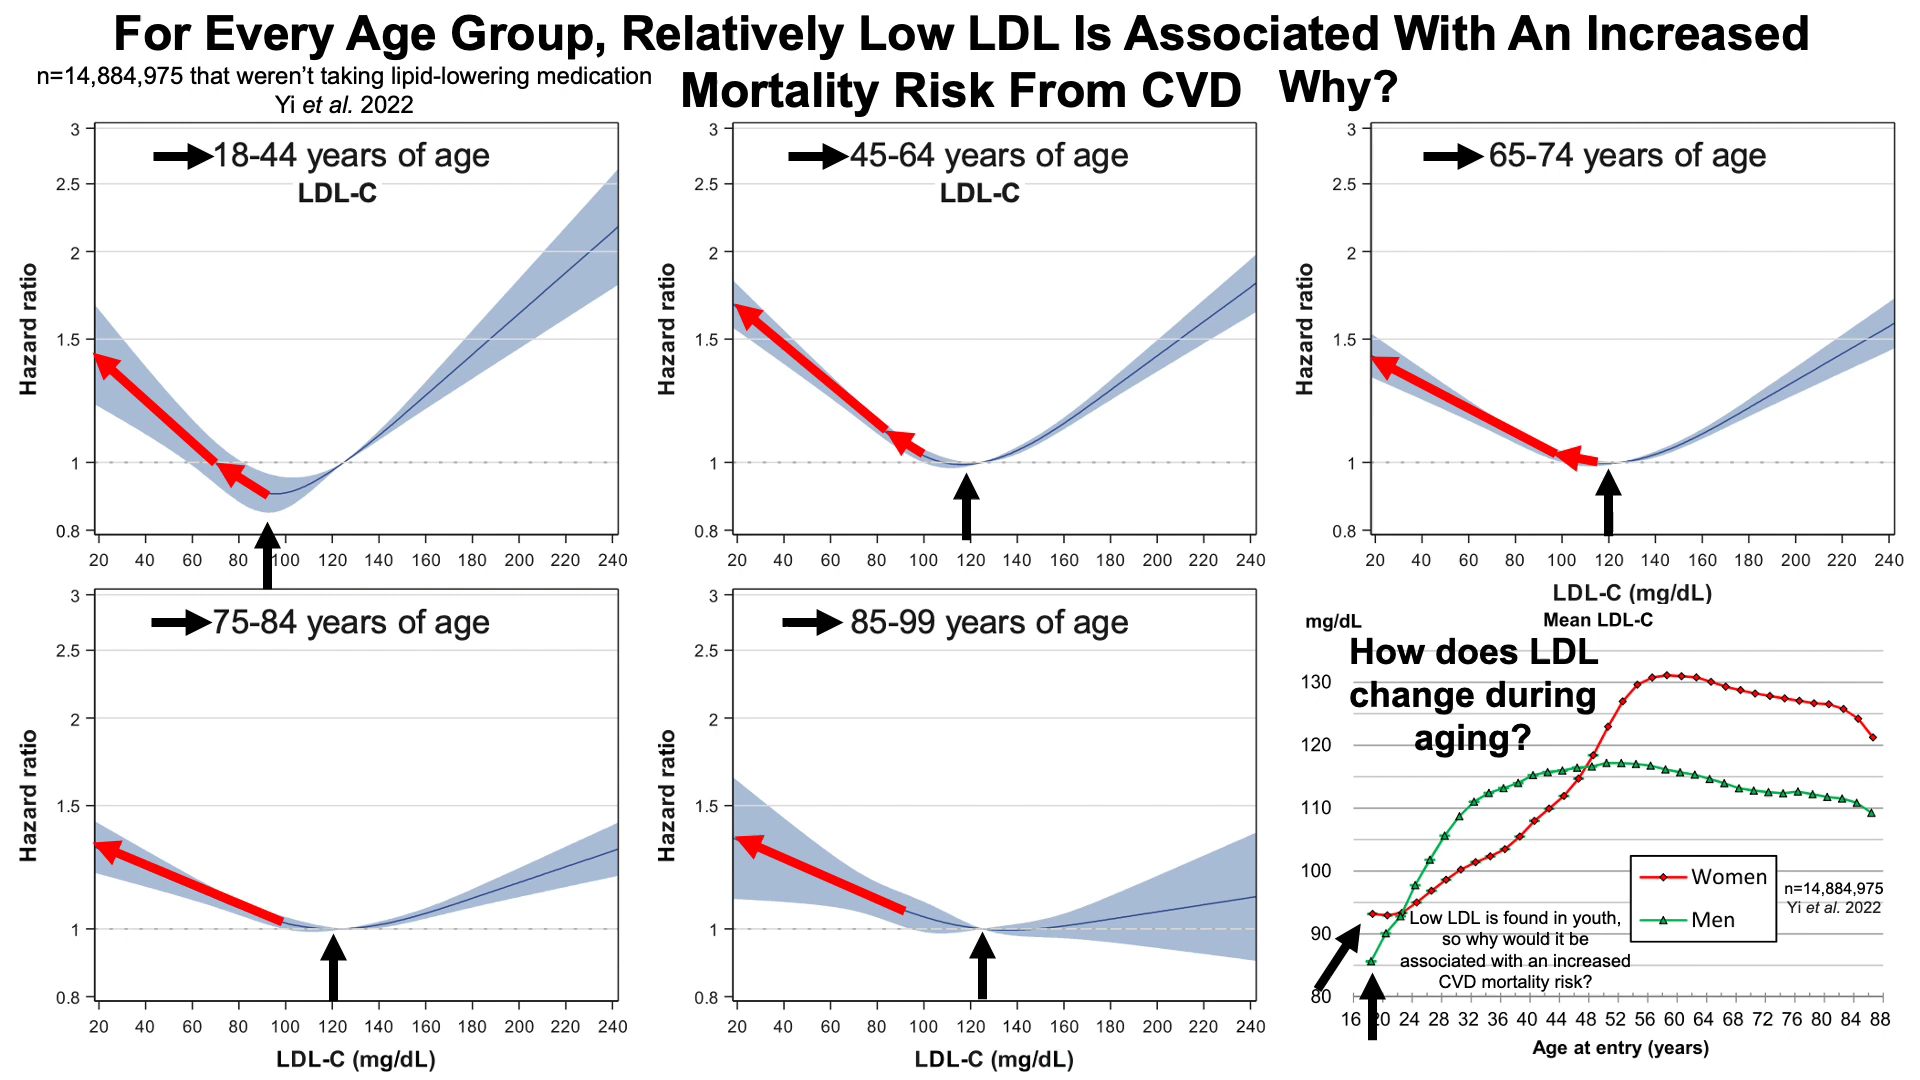 For Every Age Group, Relatively Low LDL Is Associated With An Increased
Mortality Risk From CVD Why?
n=14,884,975 that weren't taking lipid-lowering medication
Yi et al. 2022
18-44 years of age
LDL-C
Hazard ratio
3
2.5
2
1.5
1
0.8
20 40 60 80 100 120 140 160 180 200 220 240
45-64 years of age
LDL-C
Hazard ratio
3
2.5
2
1.5
1
0.8
20 40 60 80 100 120 140 160 180 200 220 240
65-74 years of age
Hazard ratio
3
2.5
2
1.5
1
0.8
20 40 60 80 100 120 140 160 180 200 220 240
LDL-C (mg/dL)
75-84 years of age
Hazard ratio
3
2.5
2
1.5
1
0.8
20 40 60 80 100 120 140 160 180 200 220 240
LDL-C (mg/dL)
85-99 years of age
Hazard ratio
3
2.5
2
1.5
1
0.8
20 40 60 80 100 120 140 160 180 200 220 240
LDL-C (mg/dL)
mg/dL
Mean LDL-C
How does LDL
change during
aging?
130
120
110
100
90
80
Women
Men
n=14,884,975
Yi et al. 2022
Low LDL is found in youth,
so why would it be
associated with an increased
CVD mortality risk?
16 20 24 28 32 36 40 44 48 52 56 60 64 68 72 76 80 84 88
Age at entry (years)